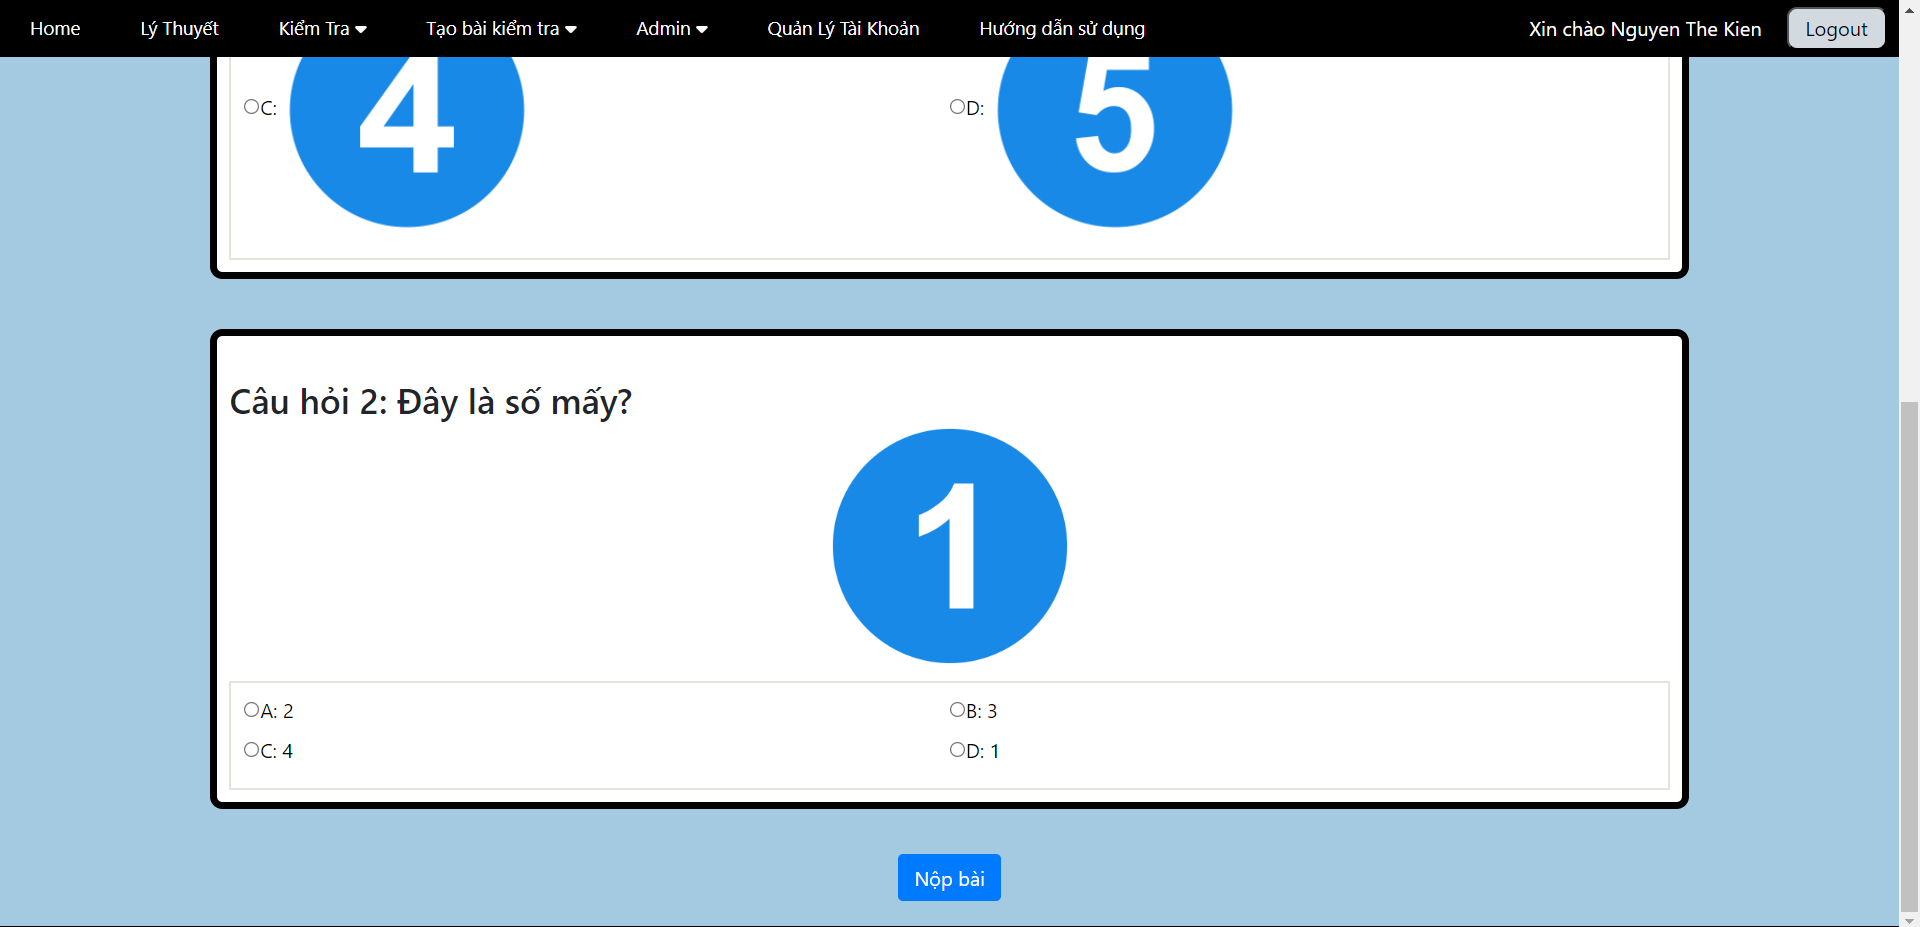 Home Lý Thuyết Kiểm Tra Tạo bài kiểm tra Admin Quản Lý Tài Khoản Hướng dẫn sử dụng Xin chào Nguyen The Kien Logout
C: 4 D: 5
Câu hỏi 2: Đây là số mấy?
1
A: 2 B: 3
C: 4 D: 1
Nộp bài